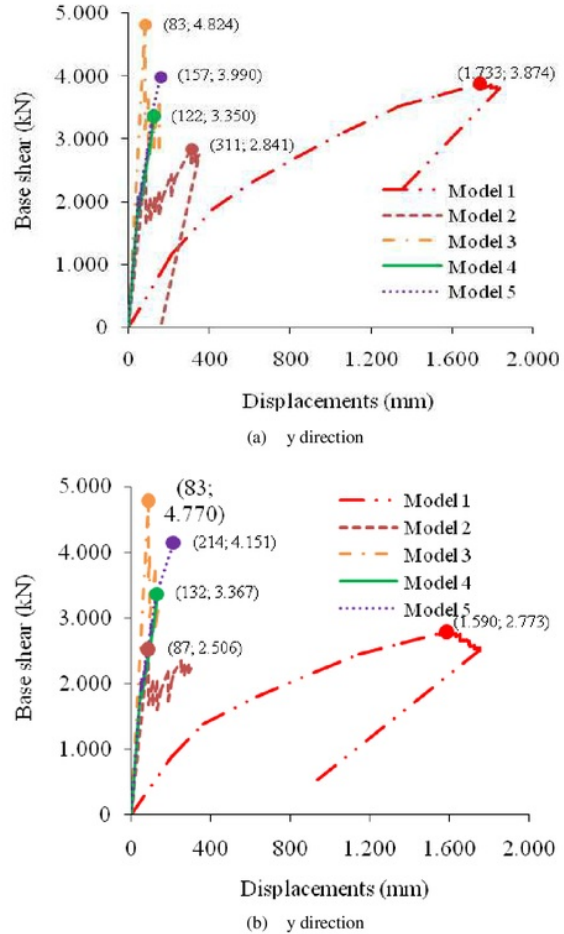 5.000
(83; 4.824)
4.000
(157; 3.990)
(1.733; 3.874)
(122; 3.350)
3.000
(311; 2.841)
Base shear (kN)
2.000
Model 1
Model 2
1.000
Model 3
Model 4
0
Model 5
0 400 800 1.200 1.600 2.000
Displacements (mm)
(a) y direction
5.000
(83;
4.770)
Model 1
Model 2
4.000
(214; 4.151)
Model 3
(132; 3.367)
Model 4
3.000
Model 5
(1.590; 2.773)
(87; 2.506)
Base shear (kN)
2.000
1.000
0
0 400 800 1.200 1.600 2.000
Displacements (mm)
(b) y direction